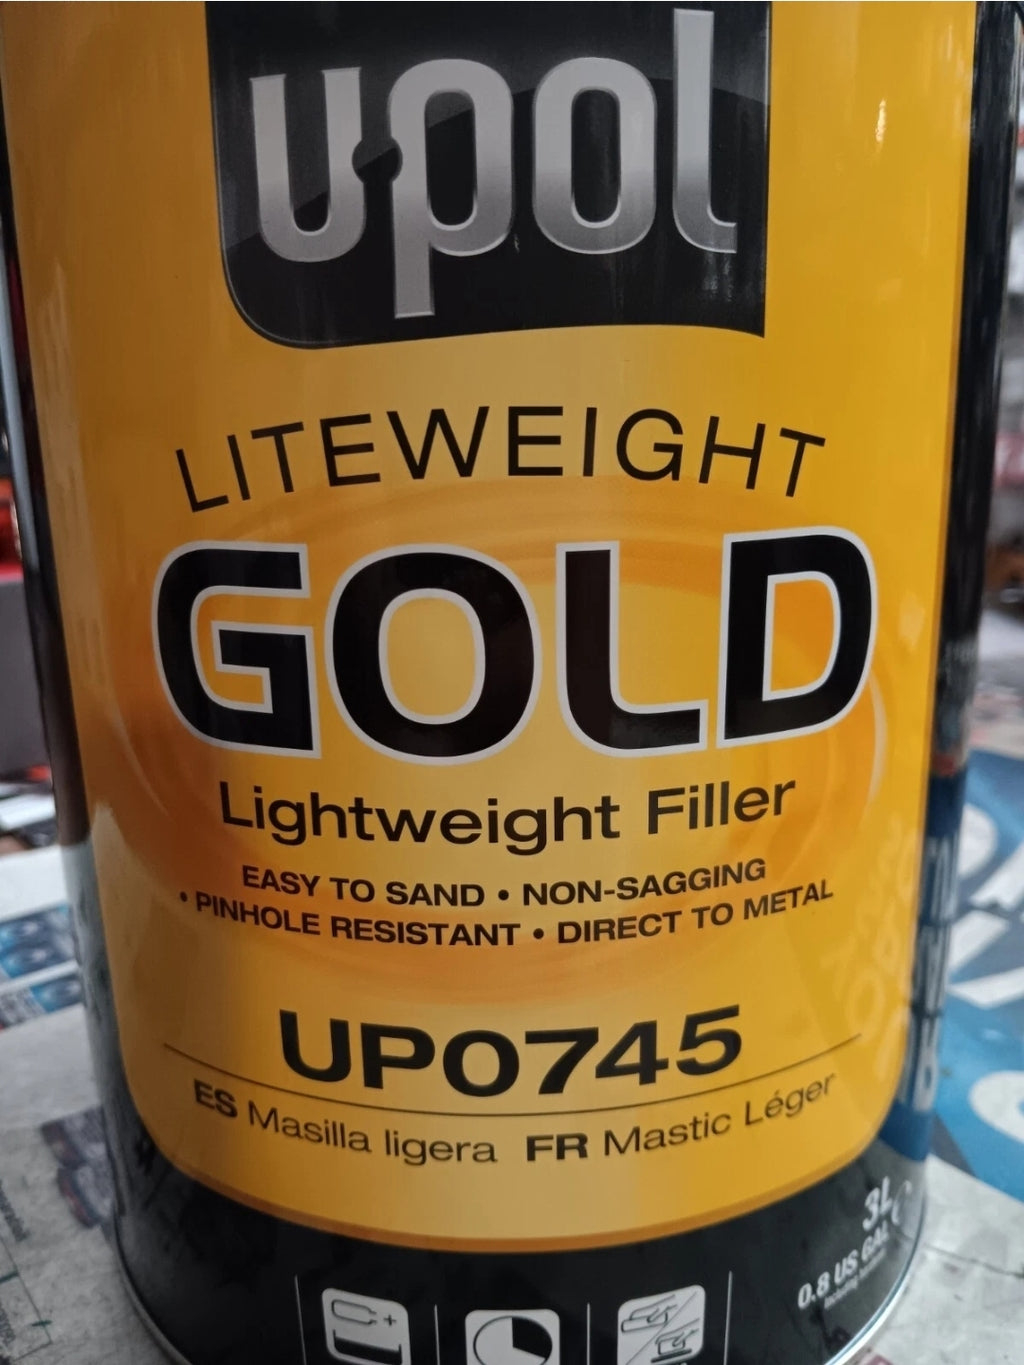 upol
LITEWEIGHT
GOLD
Lightweight Filler
EASY TO SAND • NON-SAGGING
• PINHOLE RESISTANT • DIRECT TO METAL
UP0745
ES Masilla ligera FR Mastic Léger
3L
0.8 US GAL